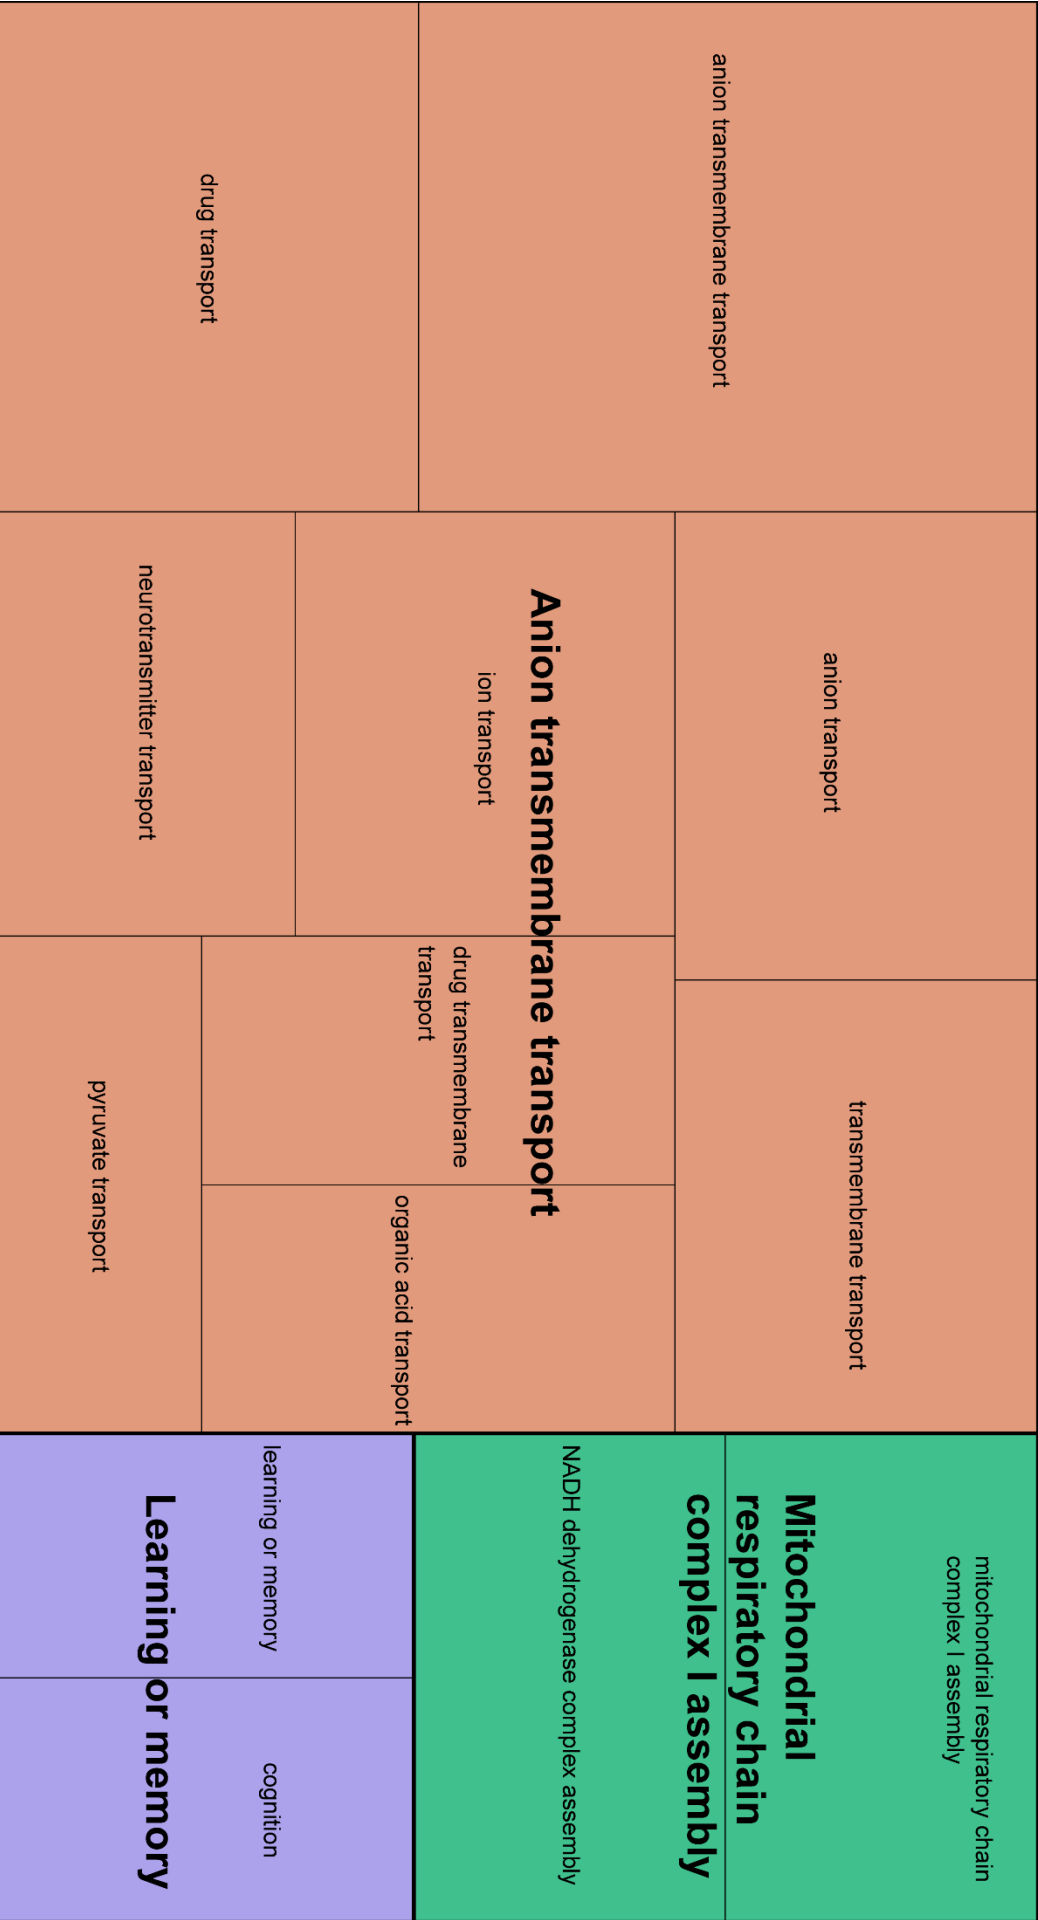 anion transmembrane transport
drug transport
anion transport
transmembrane transport
Anion transmembrane transport
ion transport
drug transmembrane
transport
organic acid transport
neurotransmitter transport
pyruvate transport
mitochondrial respiratory chain
complex I assembly
Mitochondrial
respiratory chain
complex I assembly
NADH dehydrogenase complex assembly
learning or memory
cognition
Learning or memory